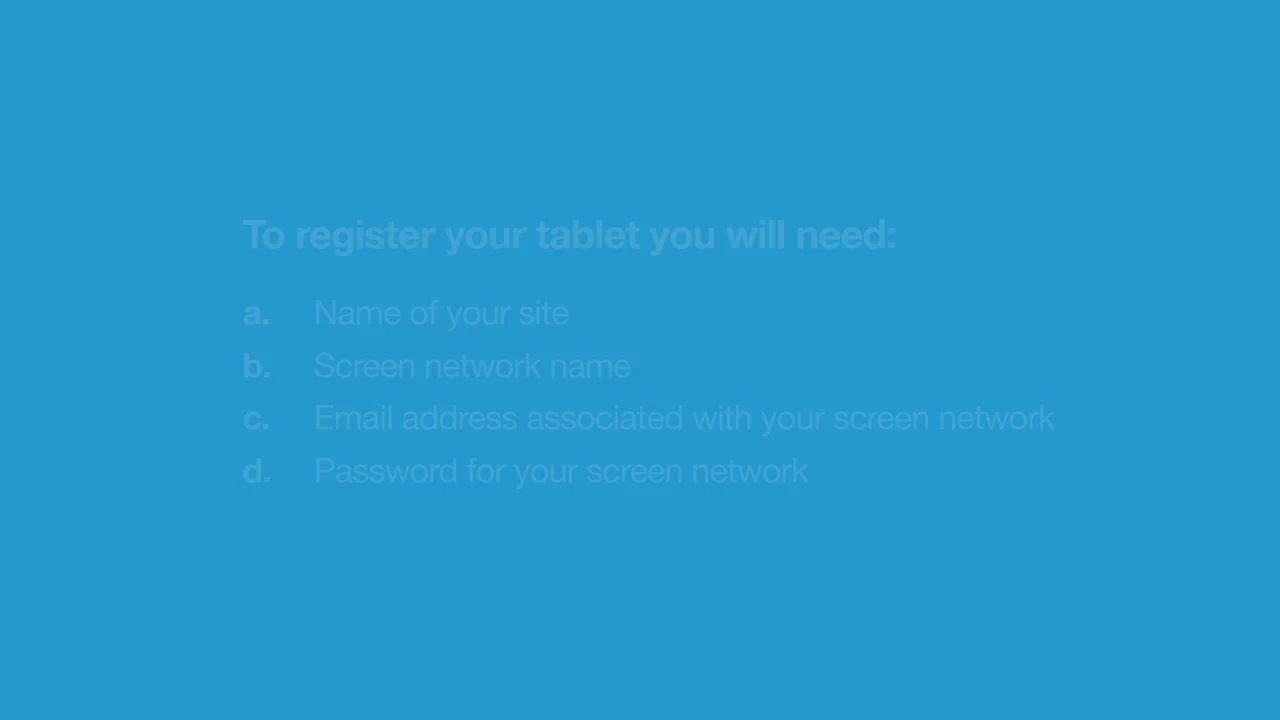 To register your tablet you will need:
a. Name of your site
b. Screen network name
c. Email address associated with your screen network
d. Password for your screen network